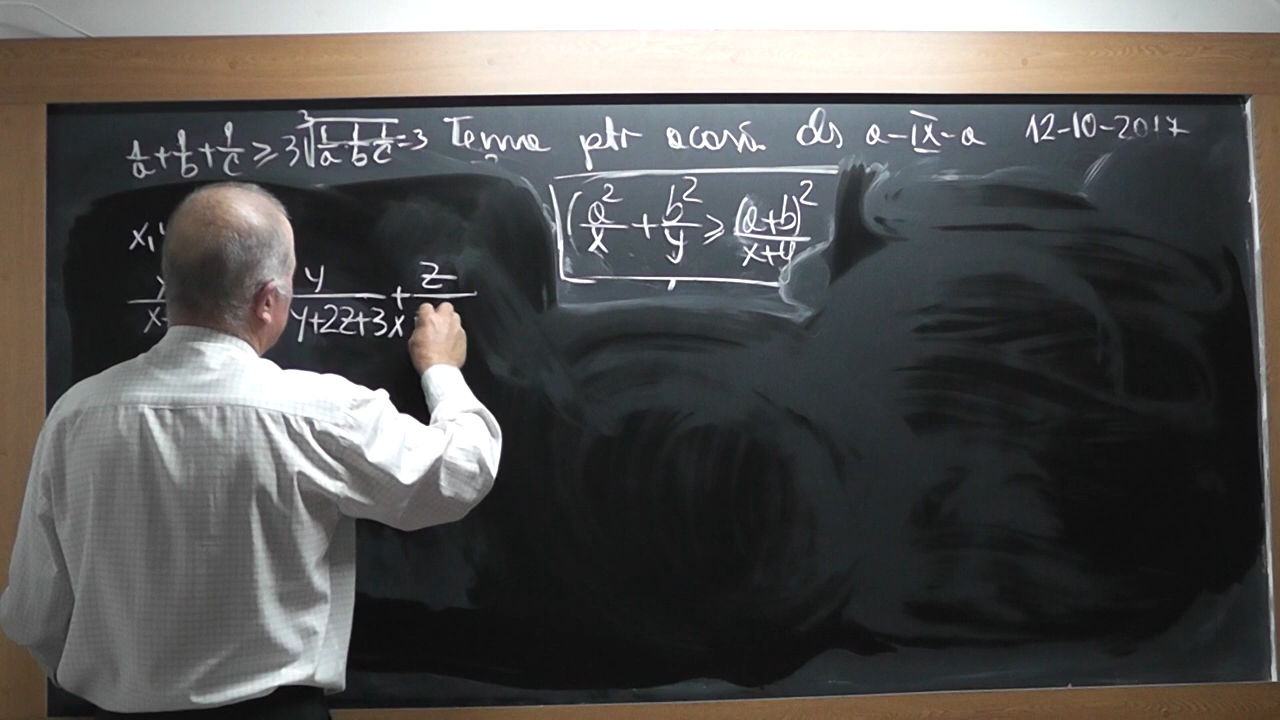 1/a + 1/b + 1/c ⩾ 3∛(1/a · 1/b · 1/c) = 3 Tema ptr acasă cls a-IX-a 12-10-2017
(a²/x + b²/y ⩾ (a+b)²/(x+y)
x,
y/(y+2z+3x) + z/